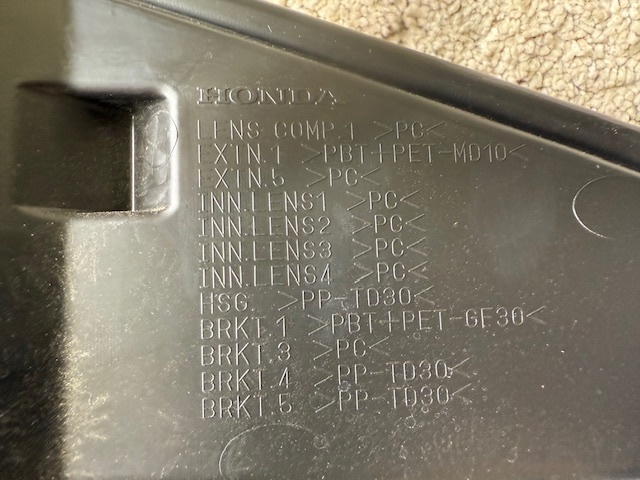 HONDA
LENS COMP.1 >PC<
EXTN.1 >PBT+PET-MD10<
EXTN.5 >PC<
INN.LENS1 >PC<
INN.LENS2 >PC<
INN.LENS3 >PC<
INN.LENS4 >PC<
HSG. >PP-TD30<
BRKT.1 >PBT+PET-GF30<
BRKT.3 >PC<
BRKT.4 >PP-TD30<
BRKT.5 >PP-TD30<